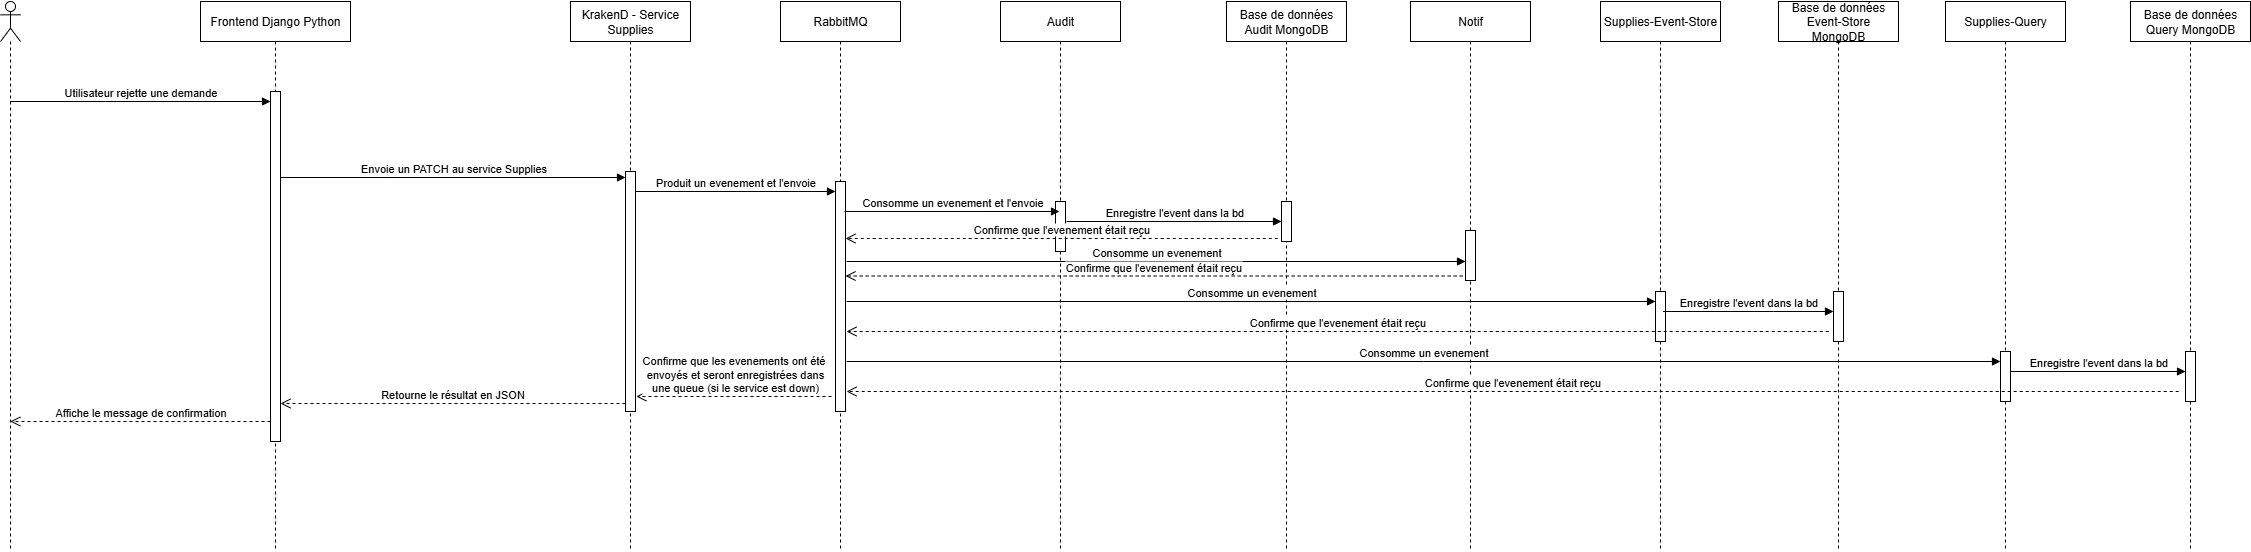 Frontend Django Python
KrakenD - Service
Supplies
RabbitMQ
Audit
Base de données
Audit MongoDB
Notif
Supplies-Event-Store
Base de données
Event-Store
MongoDB
Supplies-Query
Base de données
Query MongoDB
Utilisateur rejette une demande
Envoie un PATCH au service Supplies
Produit un evenement et l'envoie
Consomme un evenement et l'envoie
Enregistre l'event dans la bd
Confirme que l'evenement était reçu
Consomme un evenement
Confirme que l'evenement était reçu
Consomme un evenement
Enregistre l'event dans la bd
Confirme que l'evenement était reçu
Consomme un evenement
Enregistre l'event dans la bd
Confirme que l'evenement était reçu
Confirme que les evenements ont été
envoyés et seront enregistrées dans
une queue (si le service est down)
Retourne le résultat en JSON
Affiche le message de confirmation